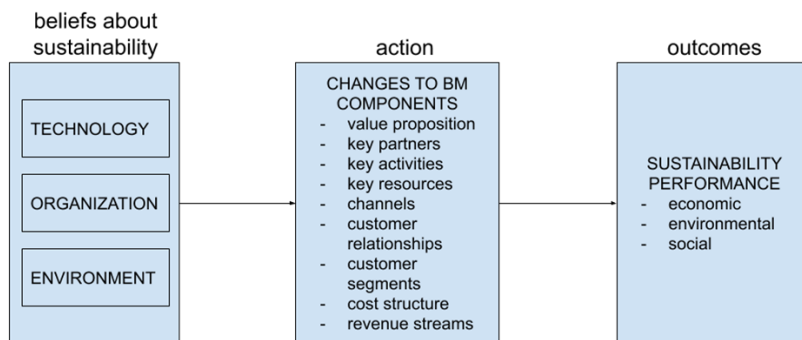 beliefs about
sustainability
TECHNOLOGY
ORGANIZATION
ENVIRONMENT
action
CHANGES TO BM
COMPONENTS
- value proposition
- key partners
- key activities
- key resources
- channels
- customer
relationships
- customer
segments
- cost structure
- revenue streams
outcomes
SUSTAINABILITY
PERFORMANCE
- economic
- environmental
- social